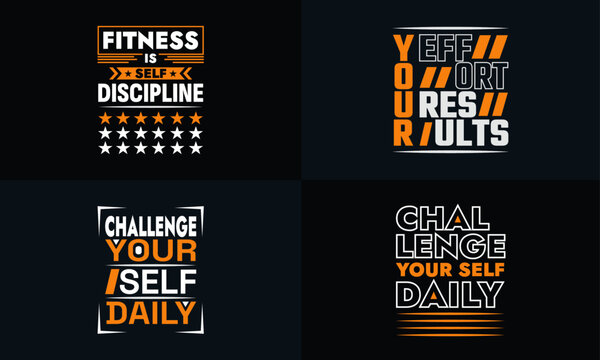 FITNESS
IS
SELF
DISCIPLINE
YOUR
EFF//
//ORT
RES//
/ULTS
CHALLENGE
YOUR
/SELF
DAILY
CHAL
LENGE
YOUR SELF
DAILY